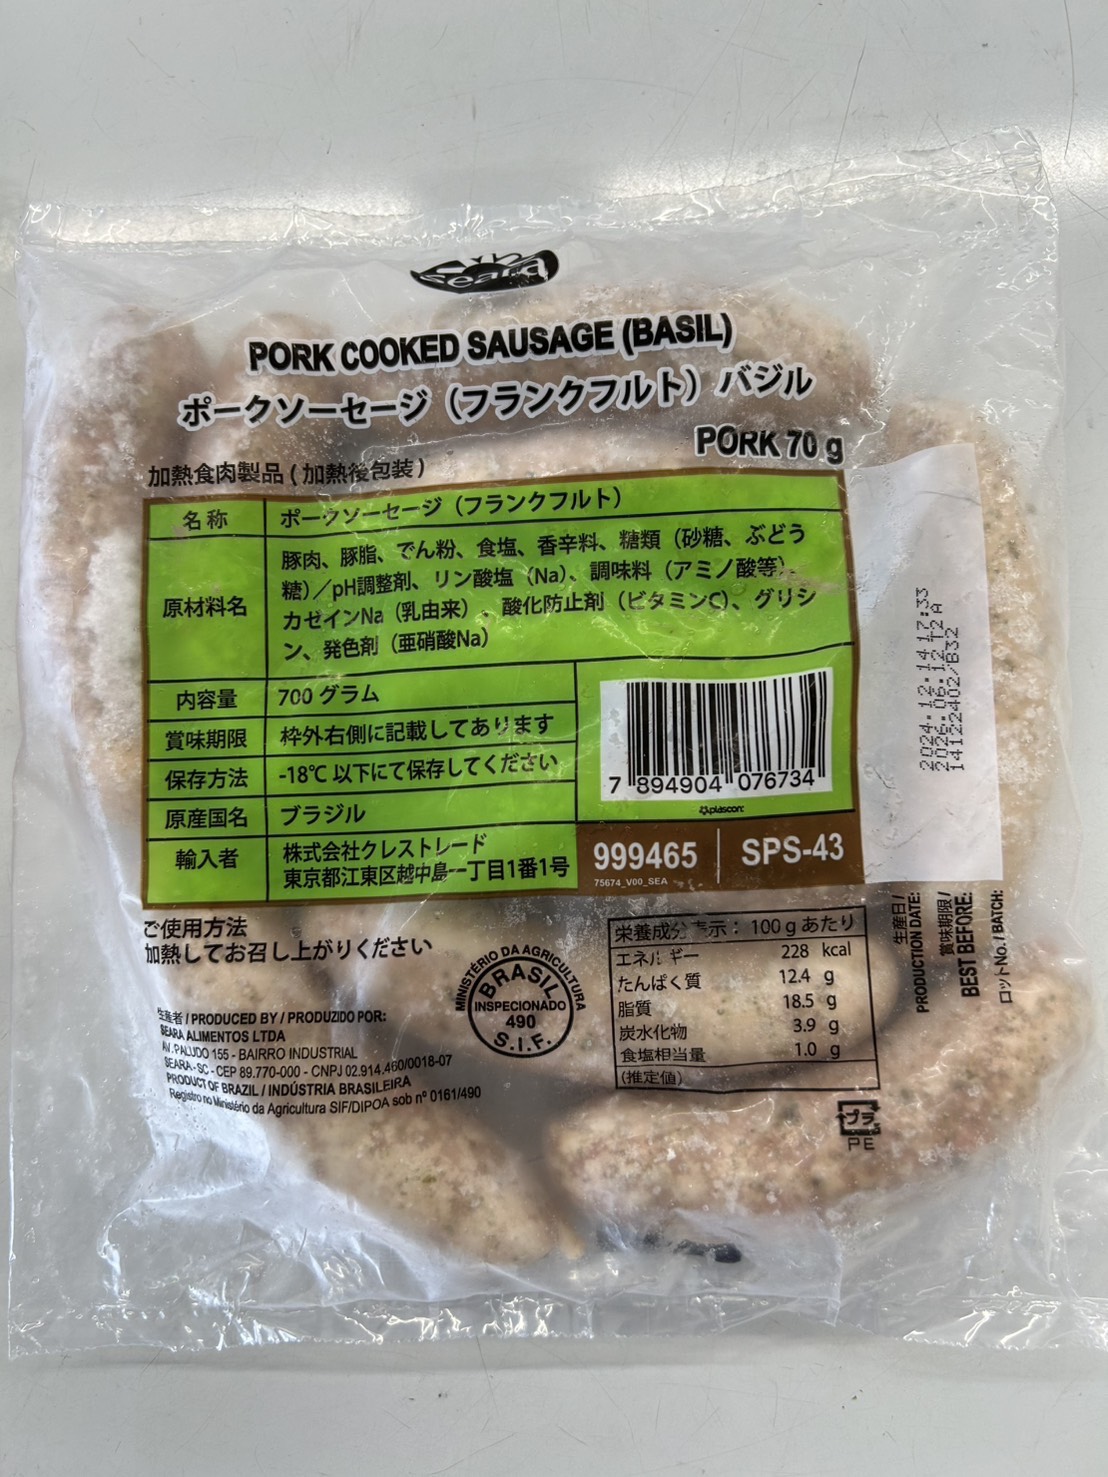 seara
PORK COOKED SAUSAGE (BASIL)
ポークソーセージ（フランクフルト）バジル
PORK 70 g
加熱食肉製品 ( 加熱後包装 )
名称 ポークソーセージ（フランクフルト）
原材料名 豚肉、豚脂、でん粉、食塩、香辛料、糖類（砂糖、ぶどう
糖）／pH調整剤、リン酸塩（Na）、調味料（アミノ酸等）、
カゼインNa（乳由来）、酸化防止剤（ビタミンC）、グリシ
ン、発色剤（亜硝酸Na）
内容量 700 グラム
賞味期限 枠外右側に記載してあります
保存方法 -18℃ 以下にて保存してください
原産国名 ブラジル
輸入者 株式会社クレストレード
東京都江東区越中島一丁目1番1号
7 894904 076734
plascon:
999465 SPS-43
75674_V00_SEA
2024.12.14 17:33
2026.06.12 T2A
14122402/B32
生産日/
PRODUCTION DATE:
賞味期限/
BEST BEFORE:
ロットNo. / BATCH:
ご使用方法
加熱してお召し上がりください
生産者 / PRODUCED BY / PRODUZIDO POR:
SEARA ALIMENTOS LTDA
AV. PALUDO 155 - BAIRRO INDUSTRIAL
SEARA - SC - CEP 89.770-000 - CNPJ 02.914.460/0018-07
PRODUCT OF BRAZIL / INDÚSTRIA BRASILEIRA
Registro no Ministério da Agricultura SIF/DIPOA sob nº 0161/490
MINISTÉRIO DA AGRICULTURA
BRASIL
INSPECIONADO
490
S.I.F.
栄養成分表示： 100 g あたり
エネルギー 228 kcal
たんぱく質 12.4 g
脂質 18.5 g
炭水化物 3.9 g
食塩相当量 1.0 g
(推定値)
プラ
PE